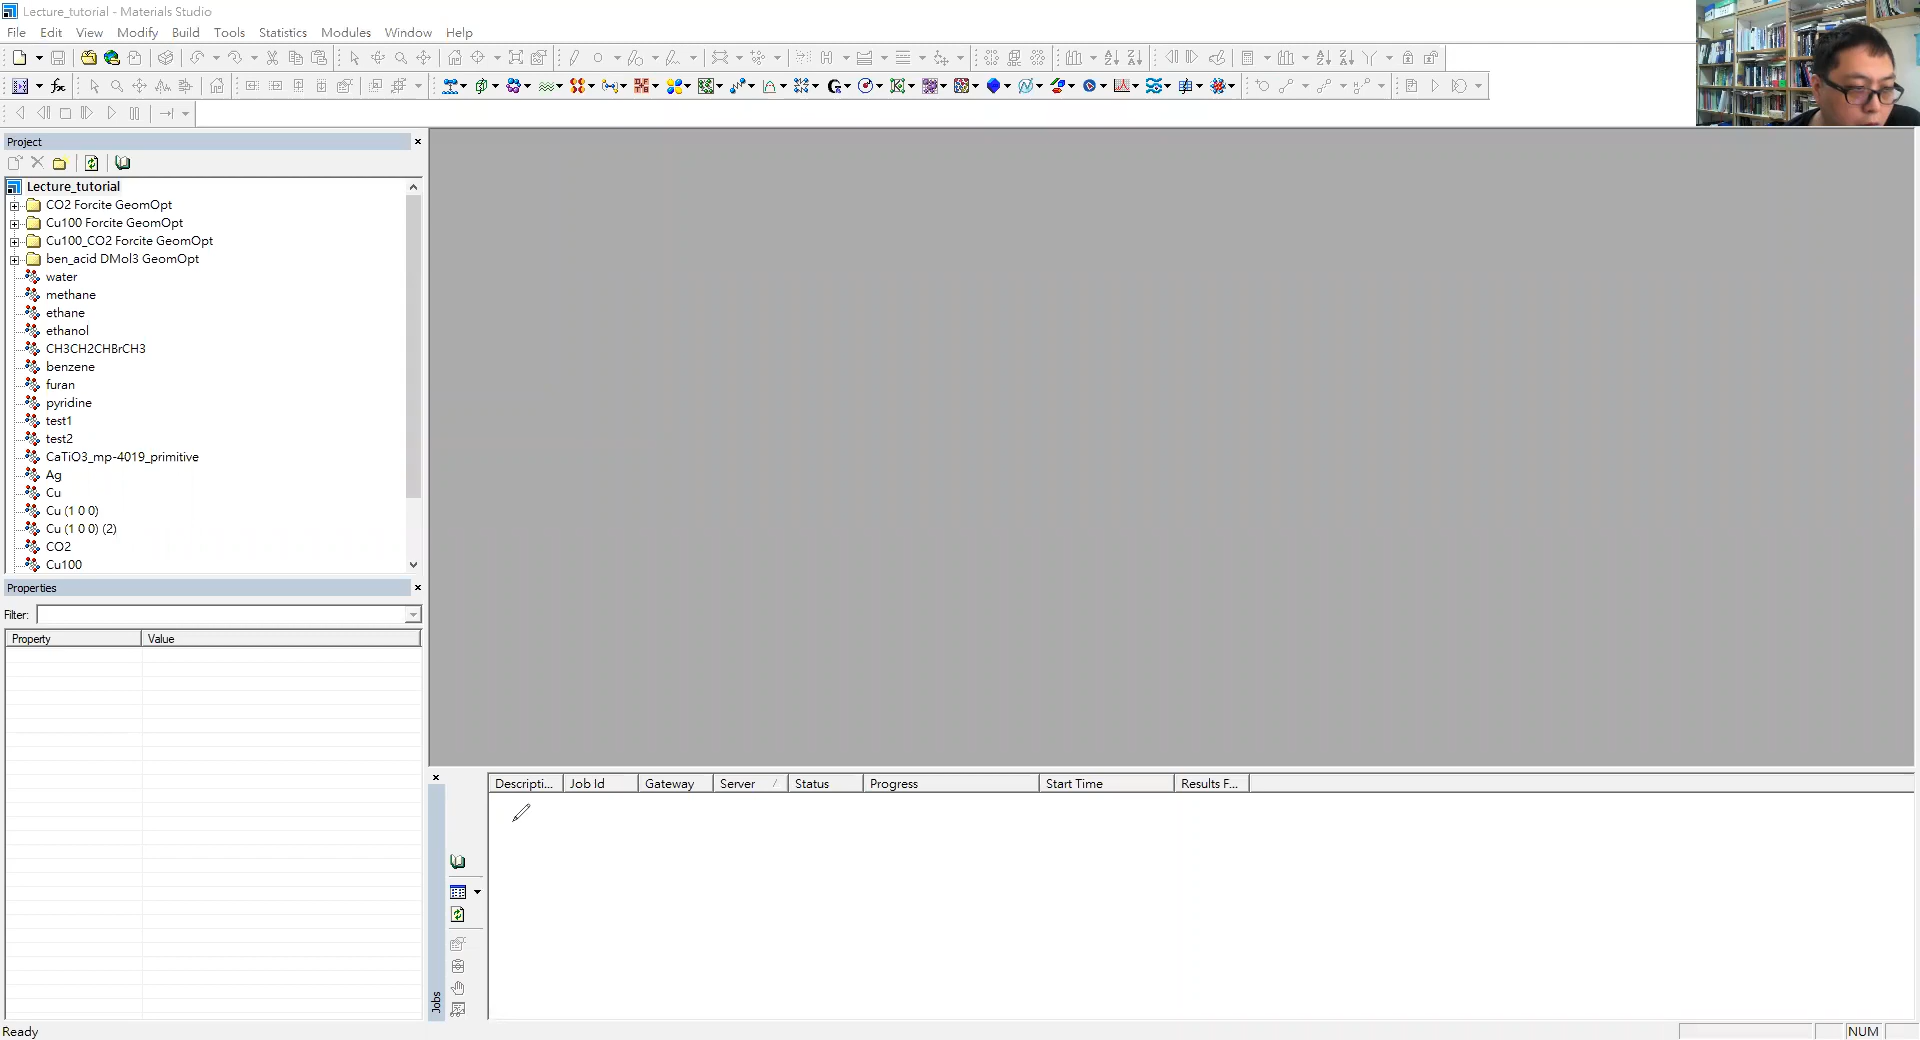 Lecture_tutorial - Materials Studio
File Edit View Modify Build Tools Statistics Modules Window Help
Project
Lecture_tutorial
CO2 Forcite GeomOpt
Cu100 Forcite GeomOpt
Cu100_CO2 Forcite GeomOpt
ben_acid DMol3 GeomOpt
water
methane
ethane
ethanol
CH3CH2CHBrCH3
benzene
furan
pyridine
test1
test2
CaTiO3_mp-4019_primitive
Ag
Cu
Cu (1 0 0)
Cu (1 0 0) (2)
CO2
Cu100
Properties
Filter:
Property Value
Descripti... Job Id Gateway Server Status Progress Start Time Results F...
Jobs
Ready
NUM